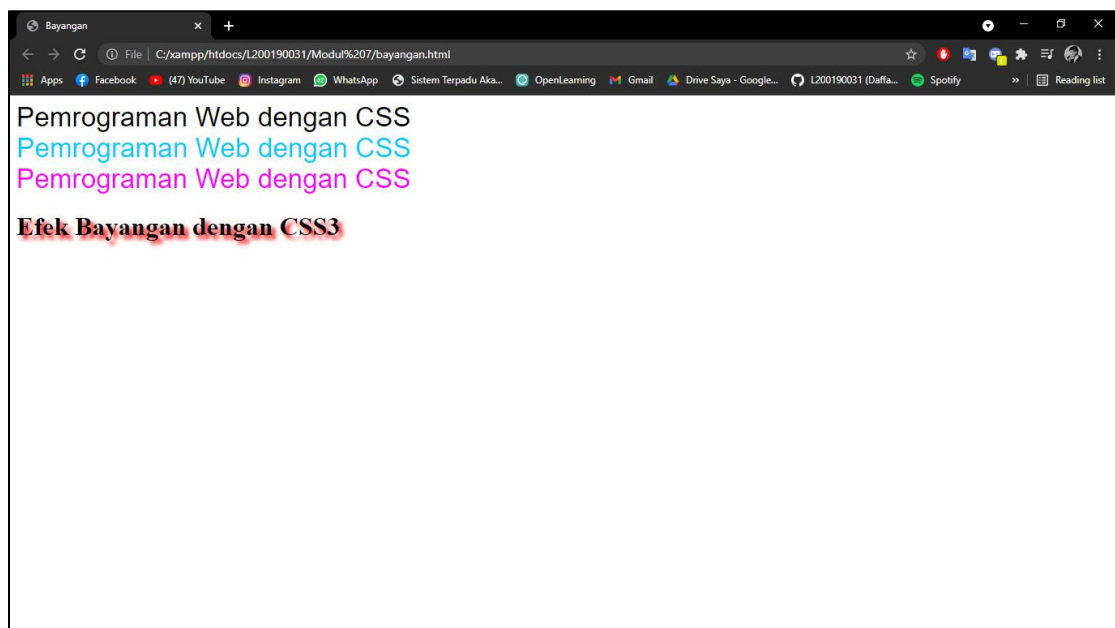 Bayangan
File | C:/xampp/htdocs/L200190031/Modul%207/bayangan.html
Apps Facebook (47) YouTube Instagram WhatsApp Sistem Terpadu Aka... OpenLearning Gmail Drive Saya - Google... L200190031 (Daffa... Spotify » Reading list
Pemrograman Web dengan CSS
Pemrograman Web dengan CSS
Pemrograman Web dengan CSS
Efek Bayangan dengan CSS3